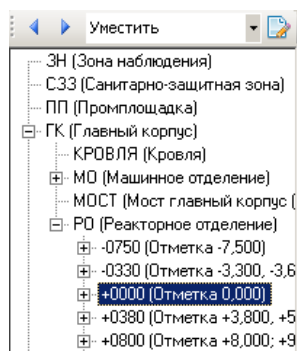 Уместить
ЗН (Зона наблюдения)
СЗЗ (Санитарно-защитная зона)
ПП (Промплощадка)
ГК (Главный корпус)
КРОВЛЯ (Кровля)
МО (Машинное отделение)
МОСТ (Мост главный корпус (
РО (Реакторное отделение)
-0750 (Отметка -7,500)
-0330 (Отметка -3,300, -3,6
+0000 (Отметка 0,000)
+0380 (Отметка +3,800, +5
+0800 (Отметка +8,000; +9